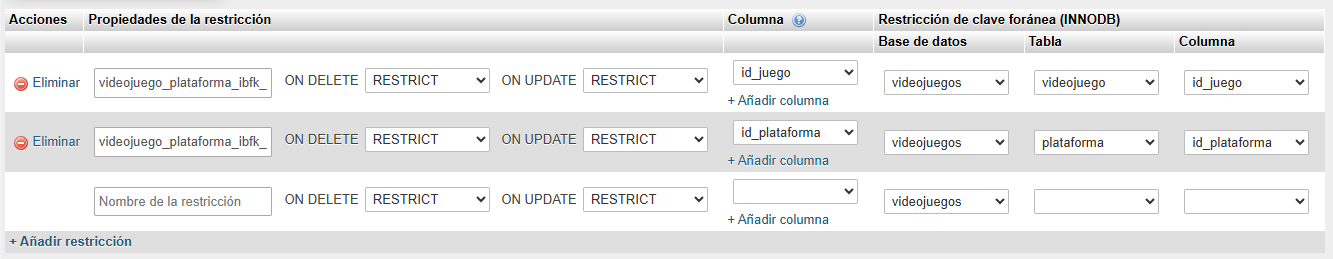 Acciones Propiedades de la restricción Columna Restricción de clave foránea (INNODB)
Base de datos Tabla Columna
Eliminar videojuego_plataforma_ibfk_ ON DELETE RESTRICT ON UPDATE RESTRICT id_juego videojuegos videojuego id_juego
+ Añadir columna
Eliminar videojuego_plataforma_ibfk_ ON DELETE RESTRICT ON UPDATE RESTRICT id_plataforma videojuegos plataforma id_plataforma
+ Añadir columna
Nombre de la restricción ON DELETE RESTRICT ON UPDATE RESTRICT videojuegos
+ Añadir columna
+ Añadir restricción